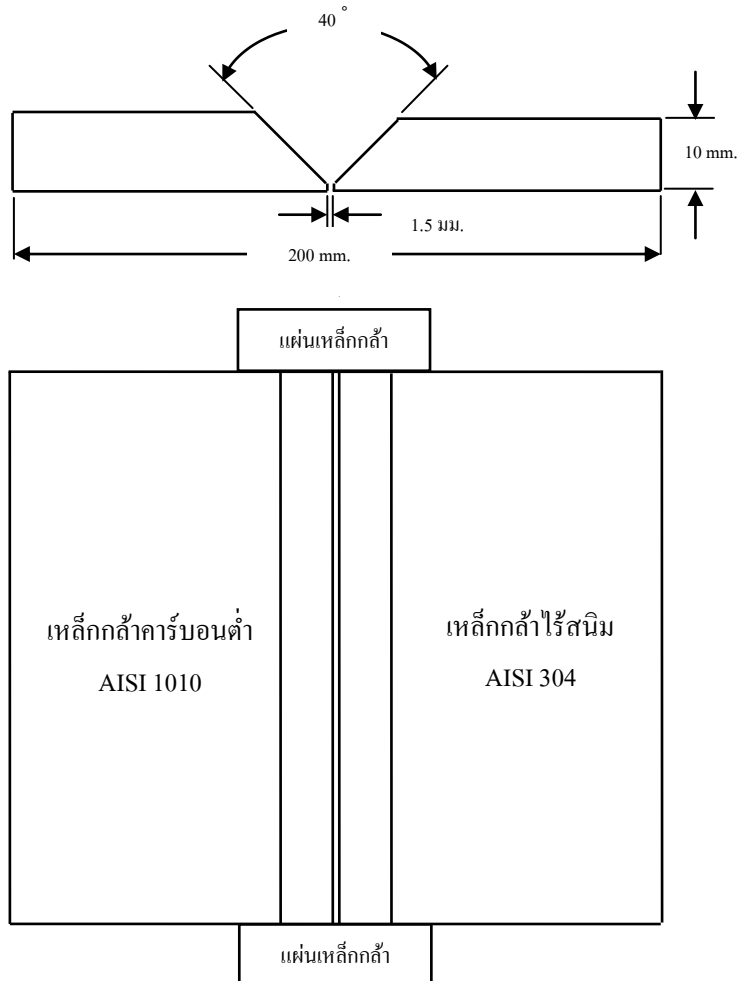 40 °
10 mm.
1.5 มม.
200 mm.
แผ่นเหล็กกล้า
เหล็กกล้าคาร์บอนต่ำ
AISI 1010
เหล็กกล้าไร้สนิม
AISI 304
แผ่นเหล็กกล้า